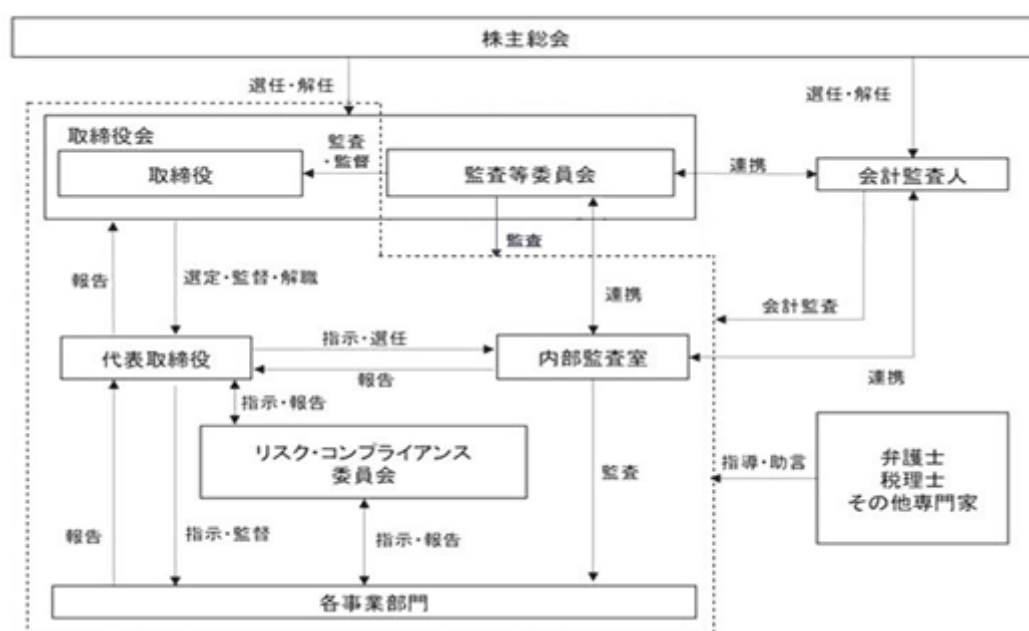 株主総会
選任・解任
選任・解任
取締役会
監査
・監督
取締役
監査等委員会
連携
会計監査人
監査
報告
選定・監督・解職
連携
会計監査
指示・選任
代表取締役
内部監査室
報告
連携
指示・報告
リスク・コンプライアンス
委員会
監査
指導・助言
弁護士
税理士
その他専門家
報告
指示・監督
指示・報告
各事業部門